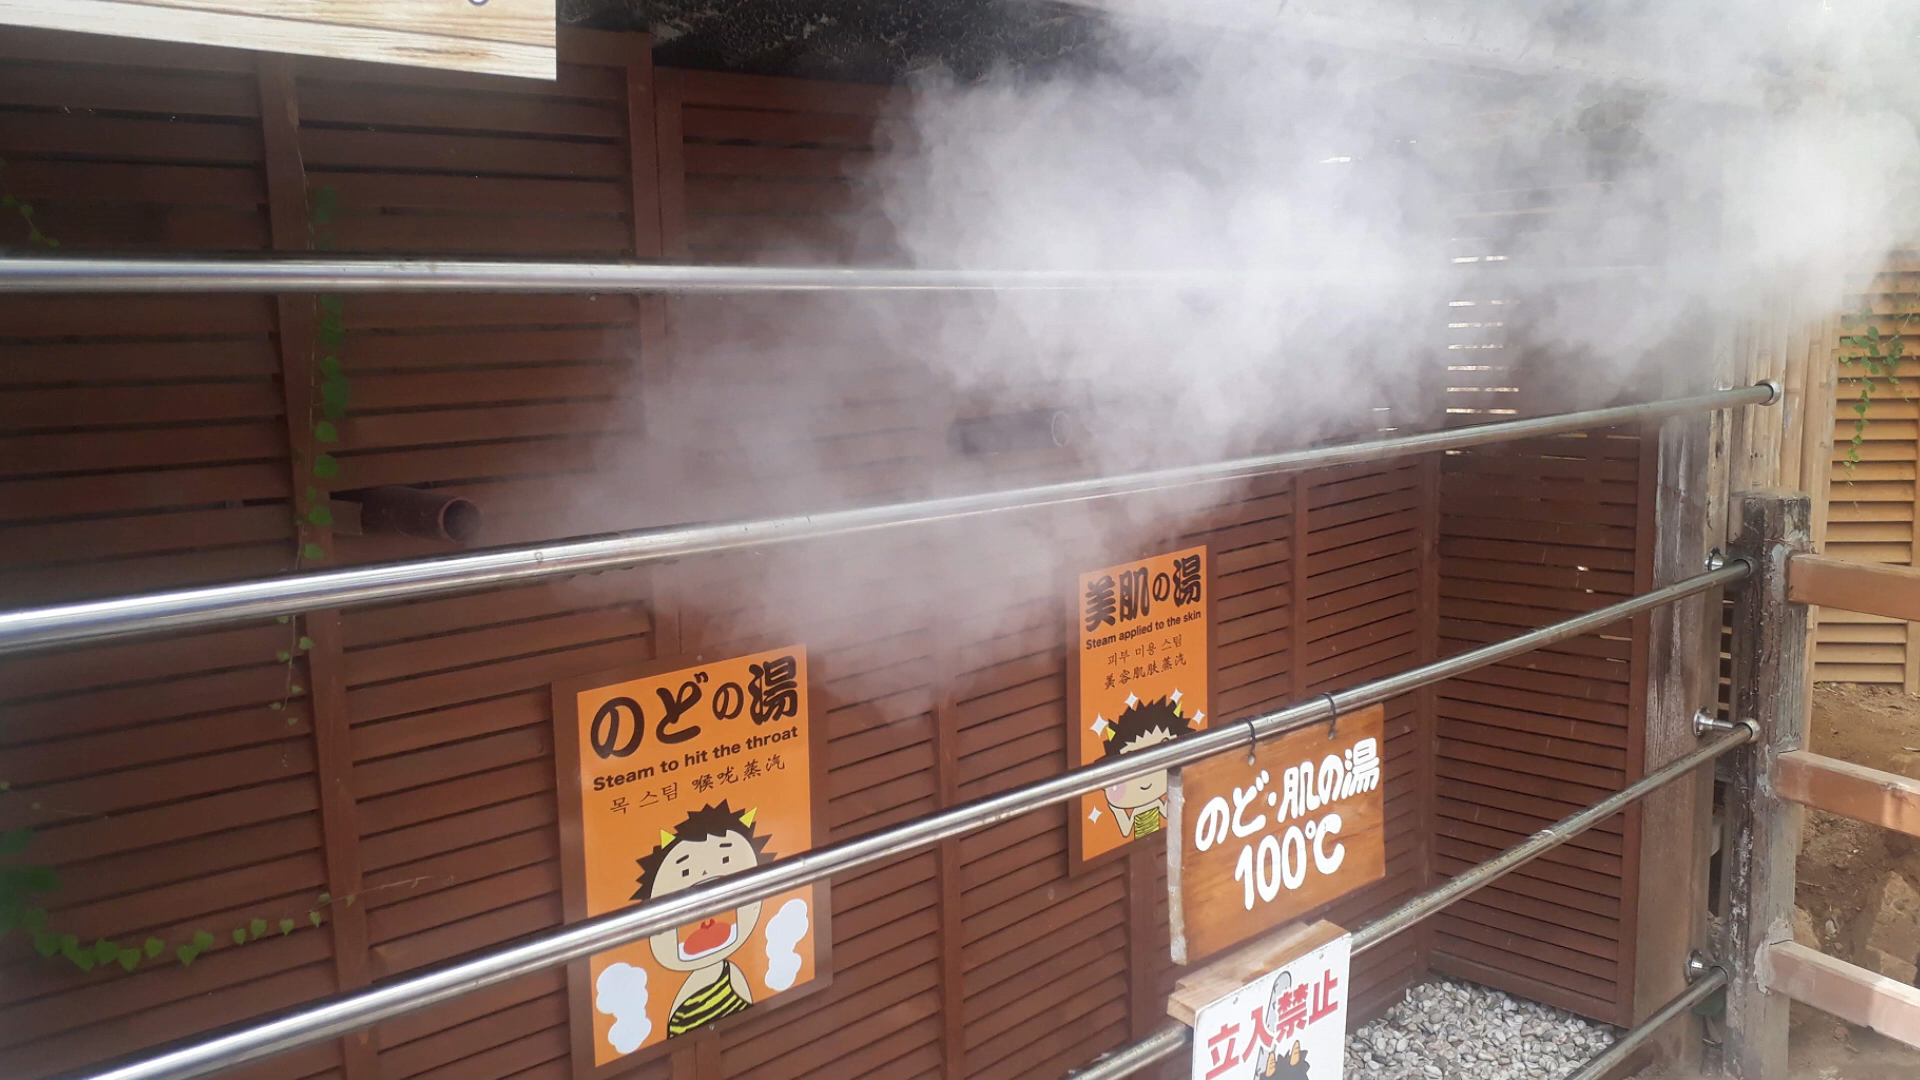 のどの湯
Steam to hit the throat
목 스팀 喉咙蒸汽
美肌の湯
Steam applied to the skin
피부 미용 스팀
美容肌肤蒸汽
のど・肌の湯
100℃
立入禁止